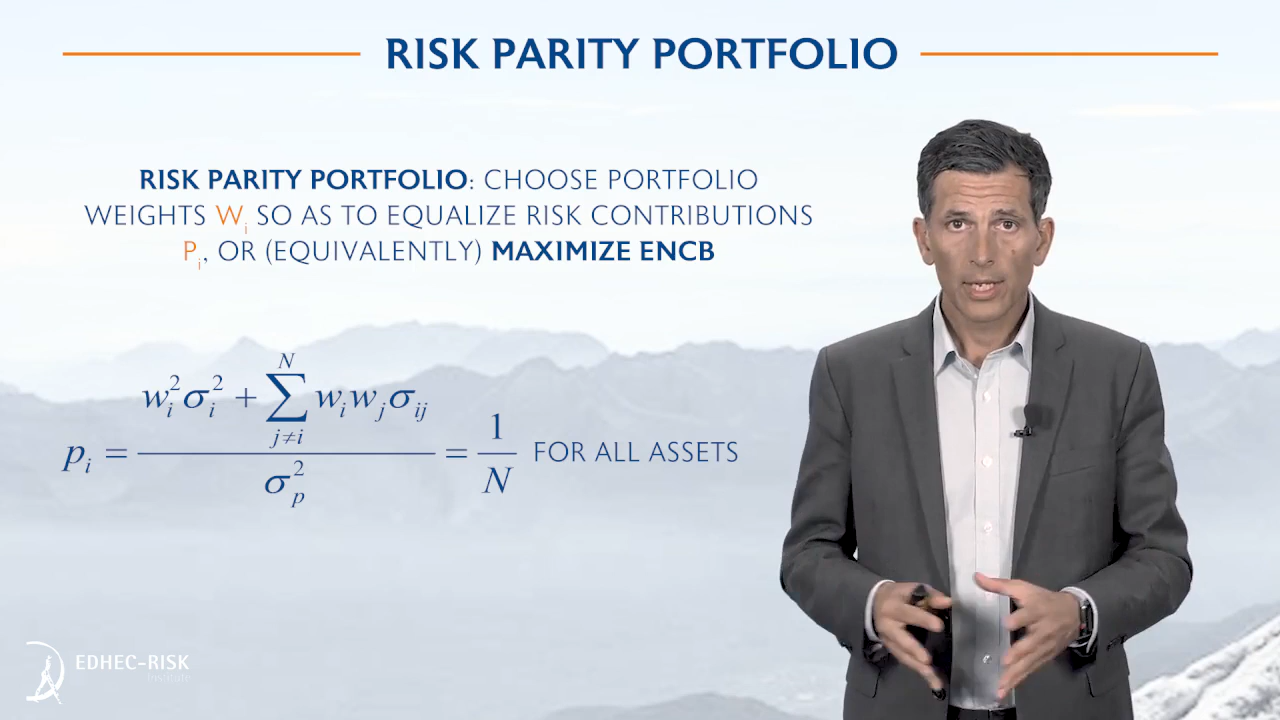 RISK PARITY PORTFOLIO
RISK PARITY PORTFOLIO: CHOOSE PORTFOLIO
WEIGHTS Wᵢ SO AS TO EQUALIZE RISK CONTRIBUTIONS
Pᵢ, OR (EQUIVALENTLY) MAXIMIZE ENCB
pᵢ = (wᵢ²σᵢ² + ∑_{j≠i}^{N} wᵢwⱼσᵢⱼ) / σₚ² = 1/N FOR ALL ASSETS
EDHEC-RISK
Institute